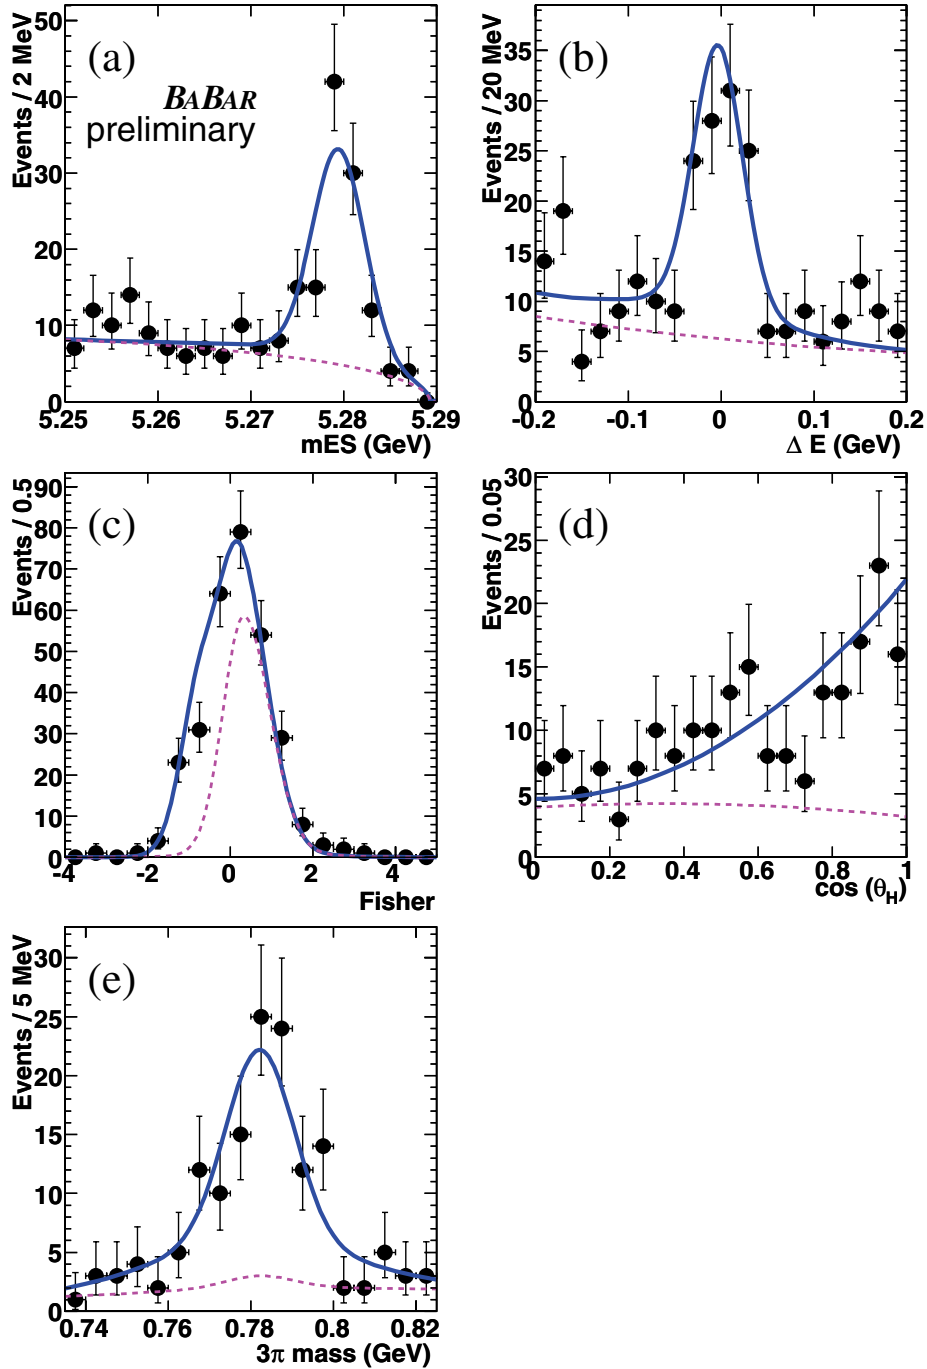 (a)
BABAR
preliminary
Events / 2 MeV
50
40
30
20
10
0
5.25 5.26 5.27 5.28 5.29
mES (GeV)
(b)
Events / 20 MeV
35
30
25
20
15
10
5
0
-0.2 -0.1 0 0.1 0.2
Δ E (GeV)
(c)
Events / 0.5
90
80
70
60
50
40
30
20
10
0
-4 -2 0 2 4
Fisher
(d)
Events / 0.05
30
25
20
15
10
5
0
0 0.2 0.4 0.6 0.8 1
cos (θH)
(e)
Events / 5 MeV
30
25
20
15
10
5
0
0.74 0.76 0.78 0.8 0.82
3π mass (GeV)